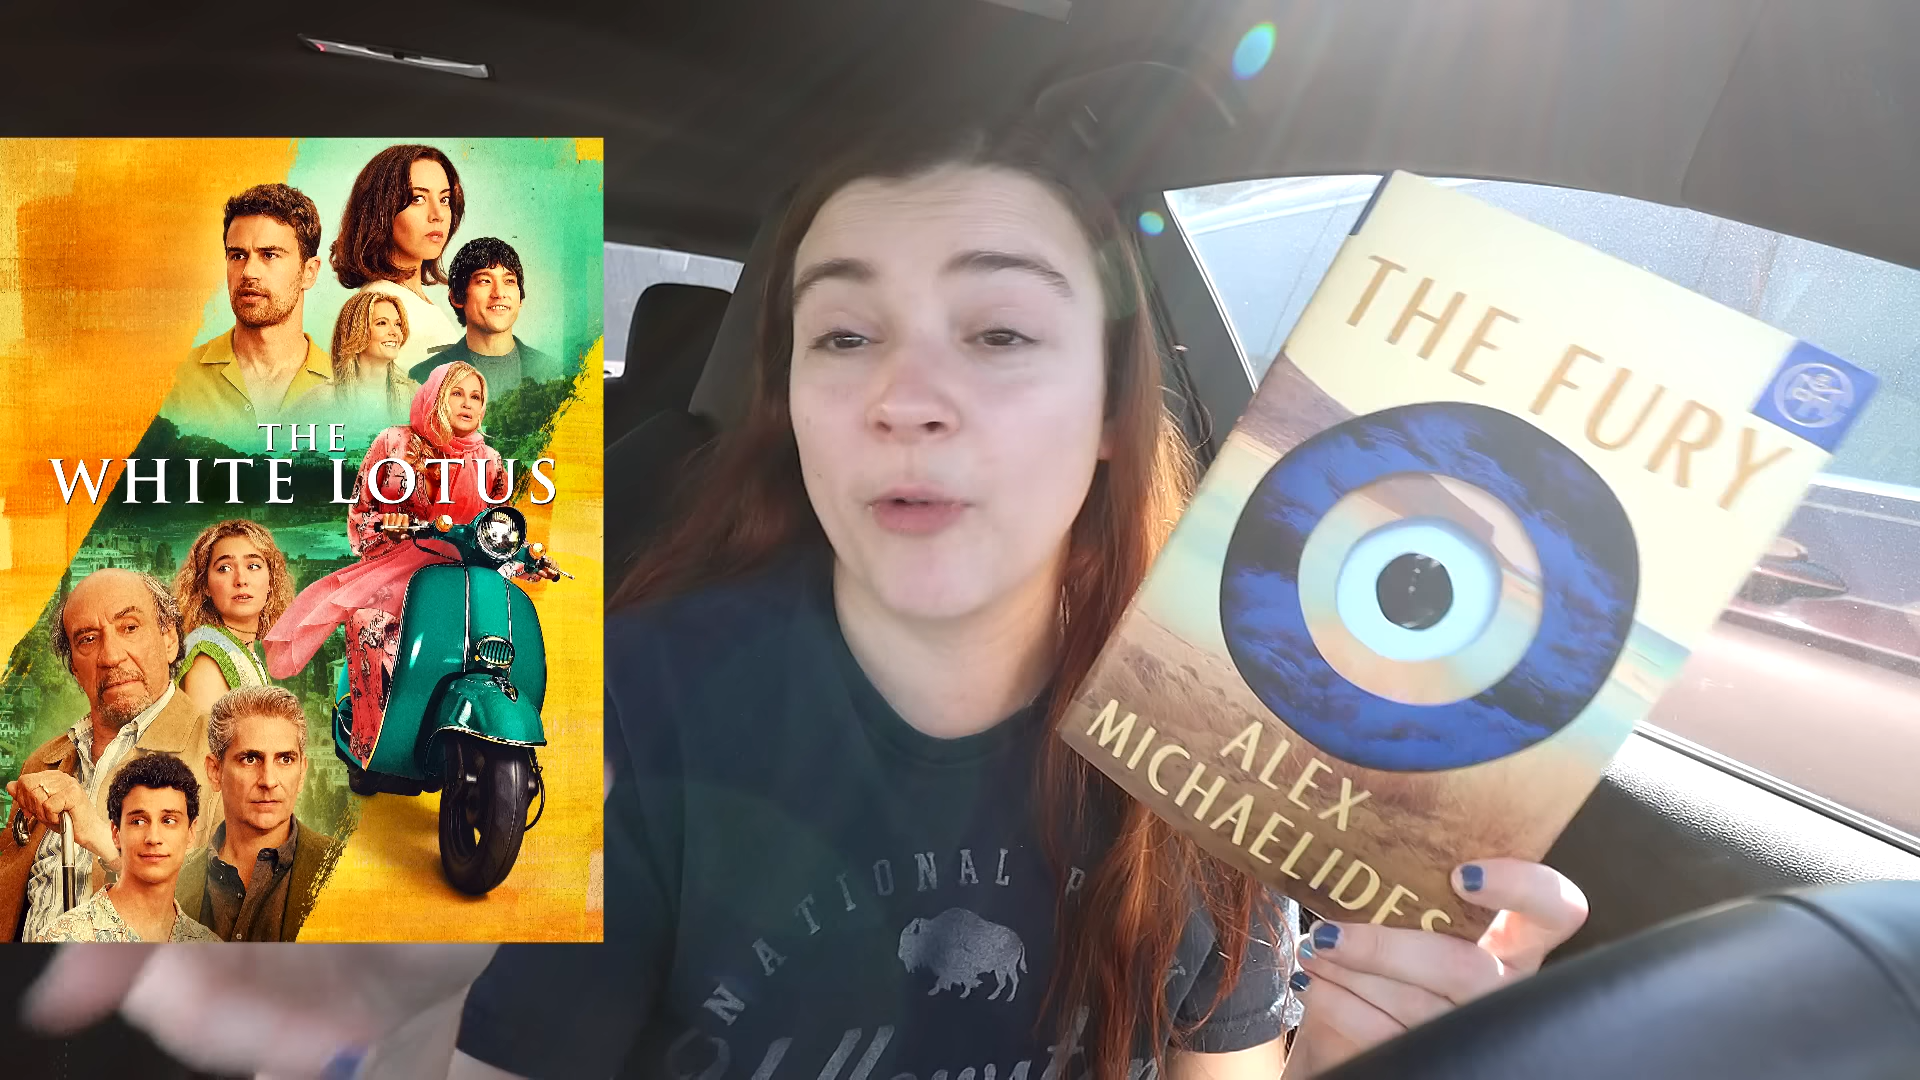 THE
WHITE LOTUS
THE FURY
ALEX
MICHAELIDES
NATIONAL